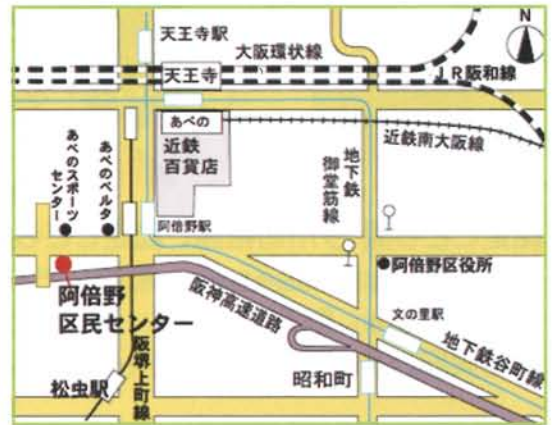 天王寺駅
大阪環状線
N
天王寺
JR阪和線
あべの
近鉄
百貨店
近鉄南大阪線
地下鉄
御堂筋線
あべの
スポーツ
センター
あべのベルタ
阿倍野駅
阿倍野区役所
阿倍野
区民センター
阪神高速道路
文の里駅
地下鉄谷町線
松虫駅
阪堺上町線
昭和町